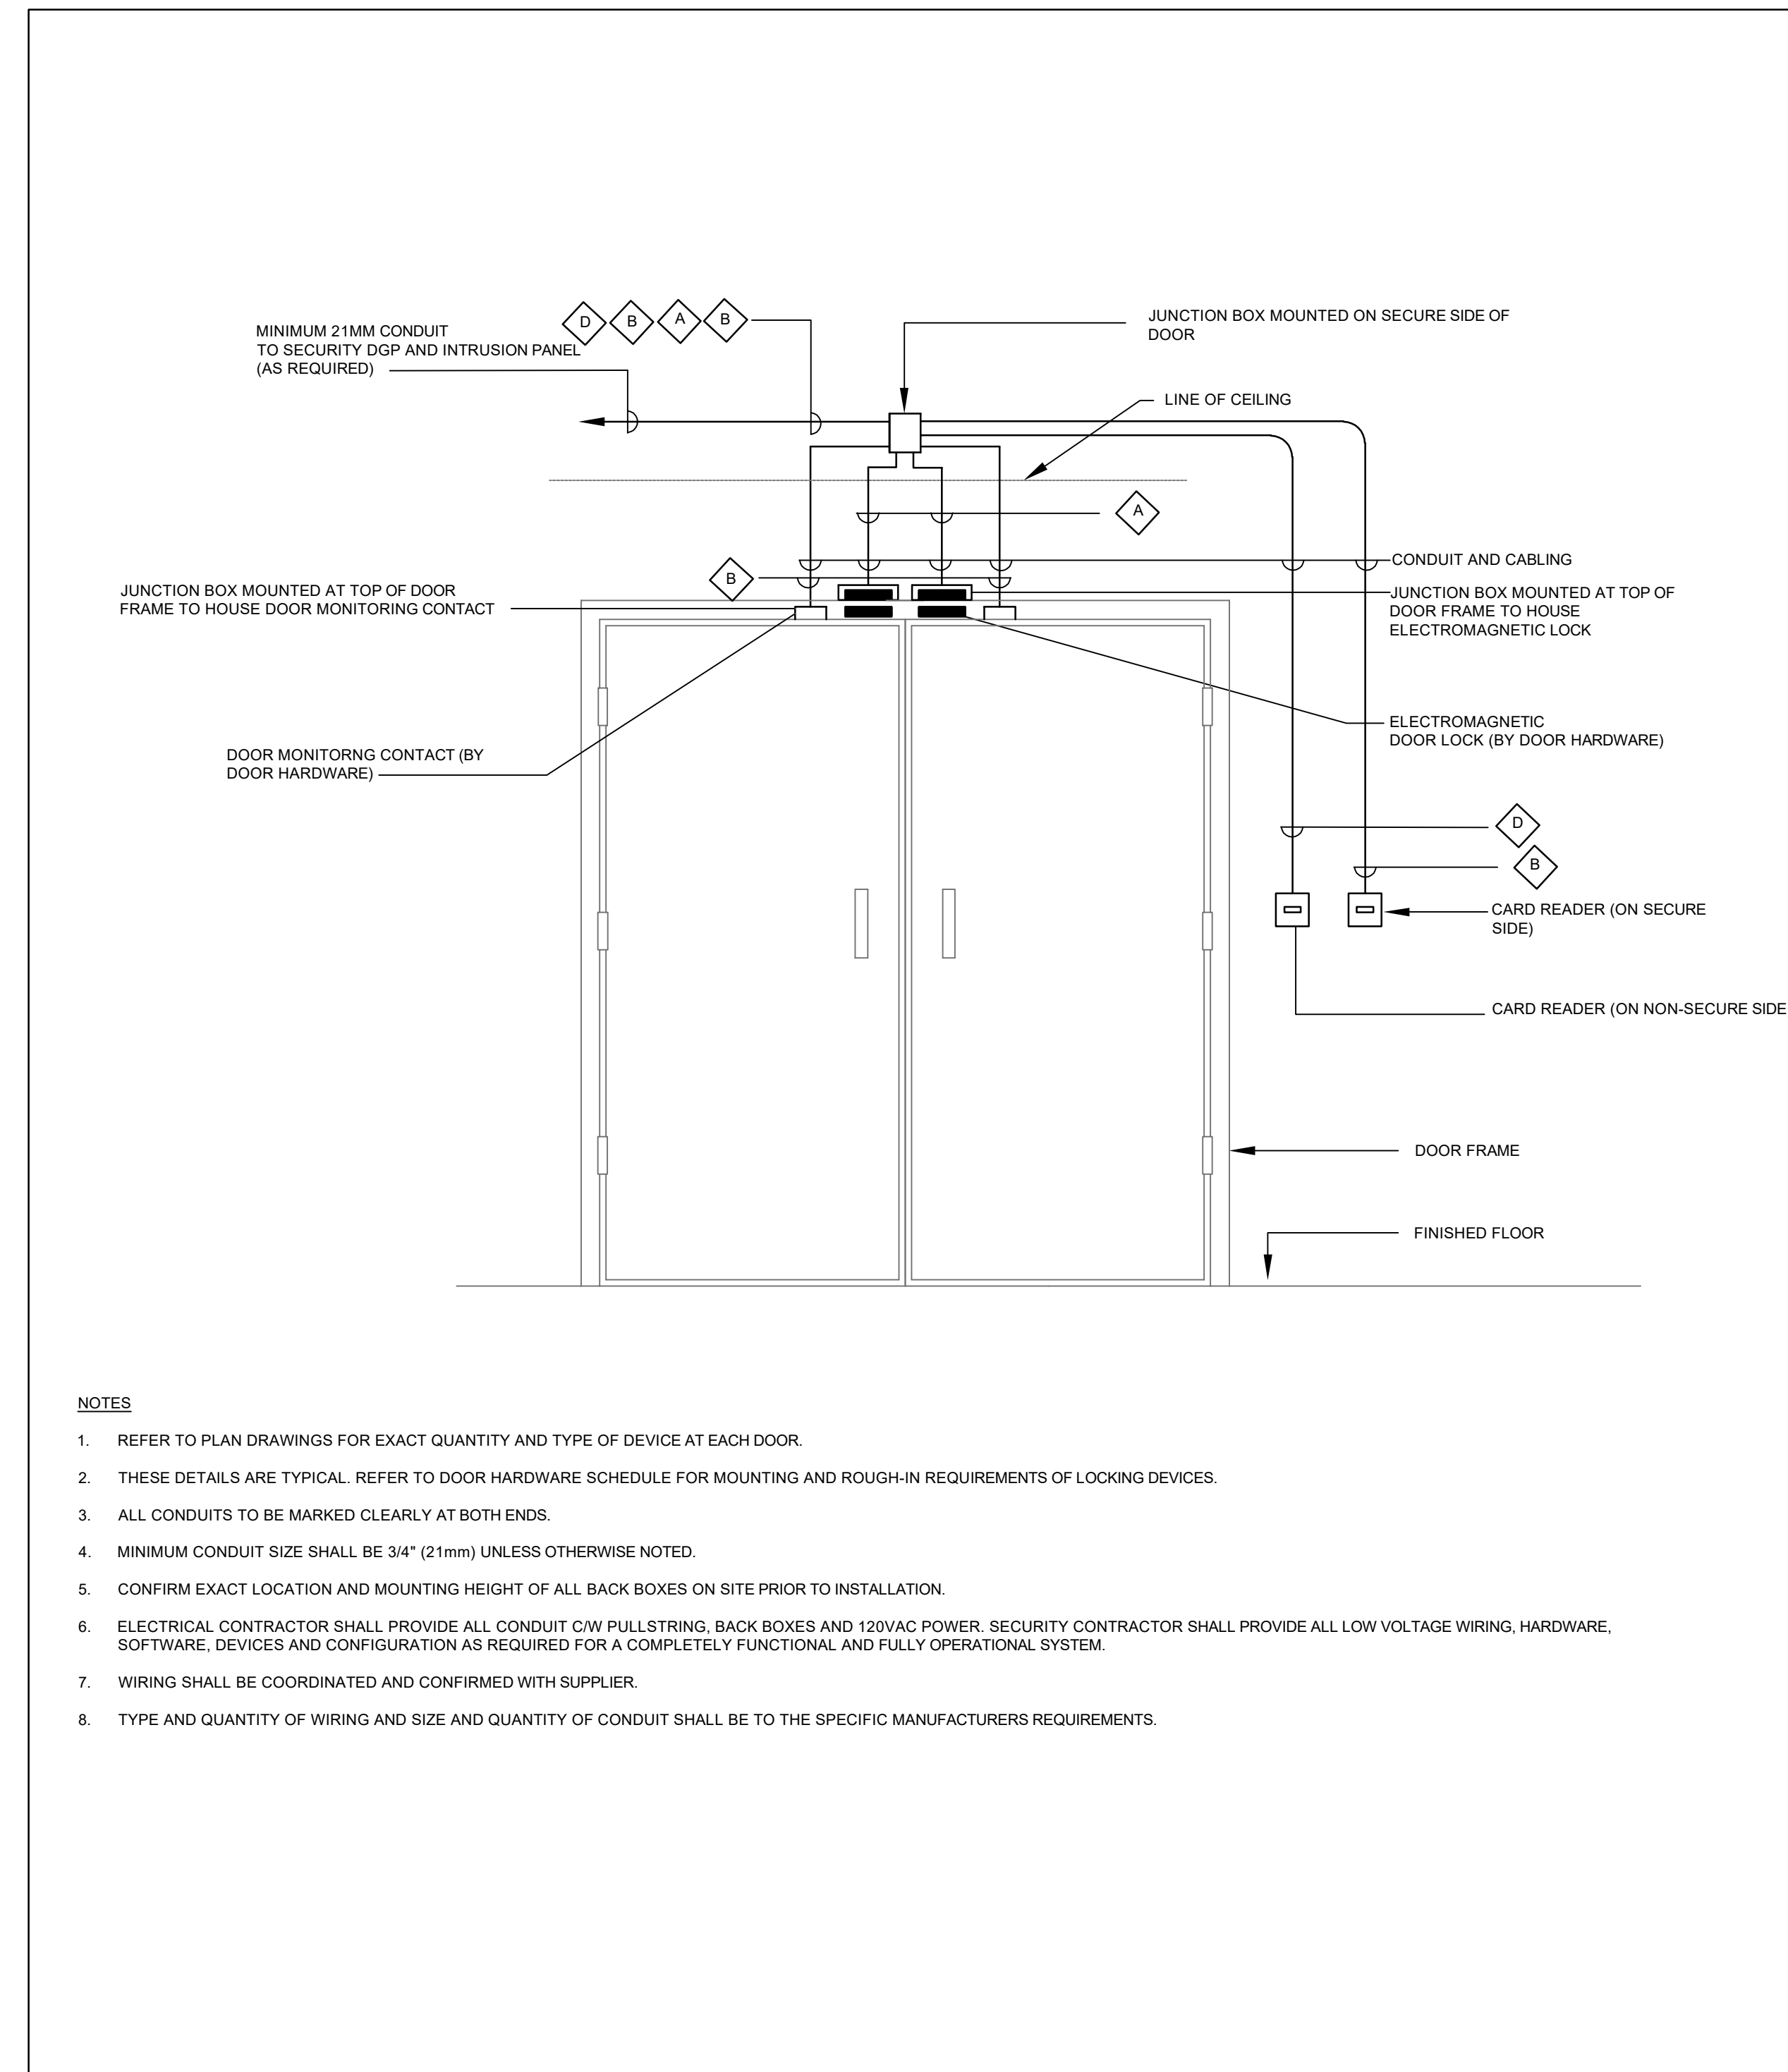 D B A B
MINIMUM 21MM CONDUIT
TO SECURITY DGP AND INTRUSION PANEL
(AS REQUIRED)
JUNCTION BOX MOUNTED ON SECURE SIDE OF
DOOR
LINE OF CEILING
A
B
CONDUIT AND CABLING
JUNCTION BOX MOUNTED AT TOP OF DOOR
FRAME TO HOUSE DOOR MONITORING CONTACT
JUNCTION BOX MOUNTED AT TOP OF
DOOR FRAME TO HOUSE
ELECTROMAGNETIC LOCK
ELECTROMAGNETIC
DOOR LOCK (BY DOOR HARDWARE)
DOOR MONITORNG CONTACT (BY
DOOR HARDWARE)
D
B
CARD READER (ON SECURE
SIDE)
CARD READER (ON NON-SECURE SIDE
DOOR FRAME
FINISHED FLOOR
NOTES
1. REFER TO PLAN DRAWINGS FOR EXACT QUANTITY AND TYPE OF DEVICE AT EACH DOOR.
2. THESE DETAILS ARE TYPICAL. REFER TO DOOR HARDWARE SCHEDULE FOR MOUNTING AND ROUGH-IN REQUIREMENTS OF LOCKING DEVICES.
3. ALL CONDUITS TO BE MARKED CLEARLY AT BOTH ENDS.
4. MINIMUM CONDUIT SIZE SHALL BE 3/4" (21mm) UNLESS OTHERWISE NOTED.
5. CONFIRM EXACT LOCATION AND MOUNTING HEIGHT OF ALL BACK BOXES ON SITE PRIOR TO INSTALLATION.
6. ELECTRICAL CONTRACTOR SHALL PROVIDE ALL CONDUIT C/W PULLSTRING, BACK BOXES AND 120VAC POWER. SECURITY CONTRACTOR SHALL PROVIDE ALL LOW VOLTAGE WIRING, HARDWARE,
SOFTWARE, DEVICES AND CONFIGURATION AS REQUIRED FOR A COMPLETELY FUNCTIONAL AND FULLY OPERATIONAL SYSTEM.
7. WIRING SHALL BE COORDINATED AND CONFIRMED WITH SUPPLIER.
8. TYPE AND QUANTITY OF WIRING AND SIZE AND QUANTITY OF CONDUIT SHALL BE TO THE SPECIFIC MANUFACTURERS REQUIREMENTS.